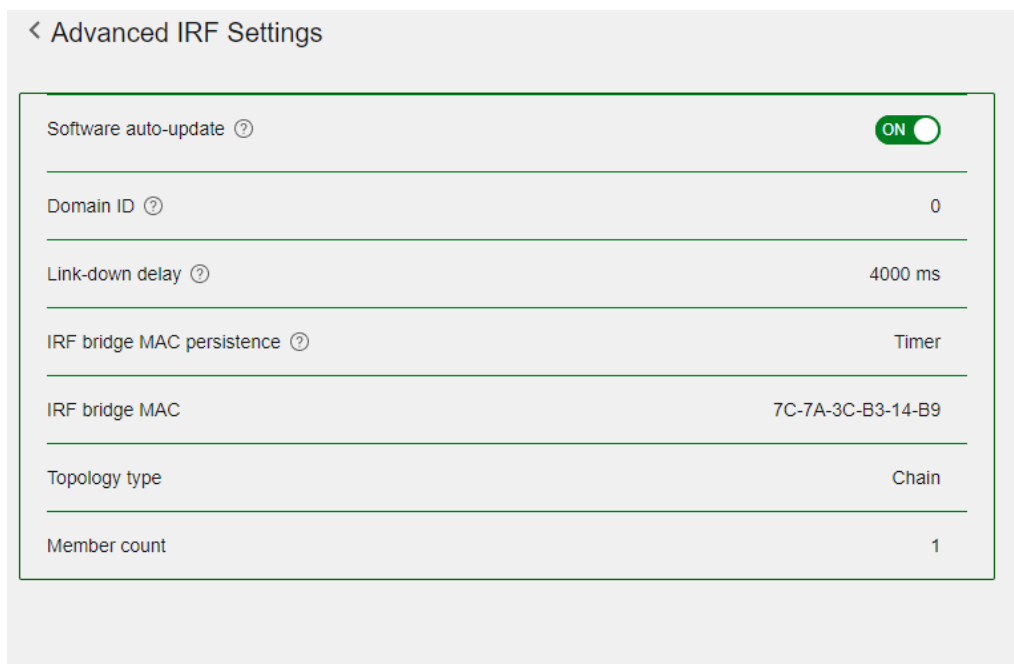 Advanced IRF Settings
Software auto-update ON
Domain ID 0
Link-down delay 4000 ms
IRF bridge MAC persistence Timer
IRF bridge MAC 7C-7A-3C-B3-14-B9
Topology type Chain
Member count 1